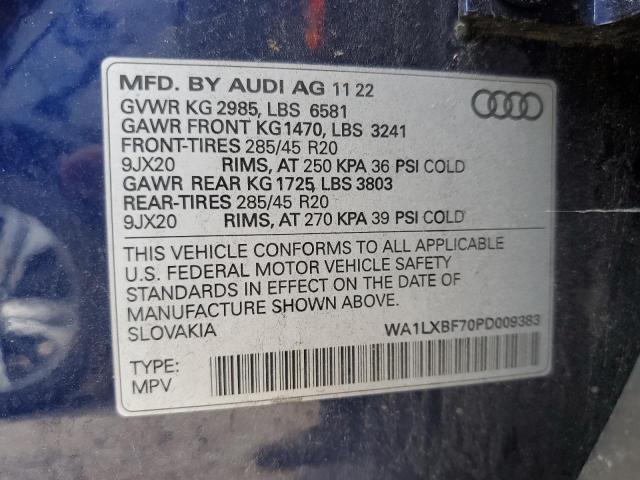 MFD. BY AUDI AG 11 22
GVWR KG 2985, LBS 6581
GAWR FRONT KG1470, LBS 3241
FRONT-TIRES 285/45 R20
9JX20 RIMS, AT 250 KPA 36 PSI COLD
GAWR REAR KG 1725, LBS 3803
REAR-TIRES 285/45 R20
9JX20 RIMS, AT 270 KPA 39 PSI COLD
THIS VEHICLE CONFORMS TO ALL APPLICABLE
U.S. FEDERAL MOTOR VEHICLE SAFETY
STANDARDS IN EFFECT ON THE DATE OF
MANUFACTURE SHOWN ABOVE.
SLOVAKIA WA1LXBF70PD009383
TYPE:
MPV